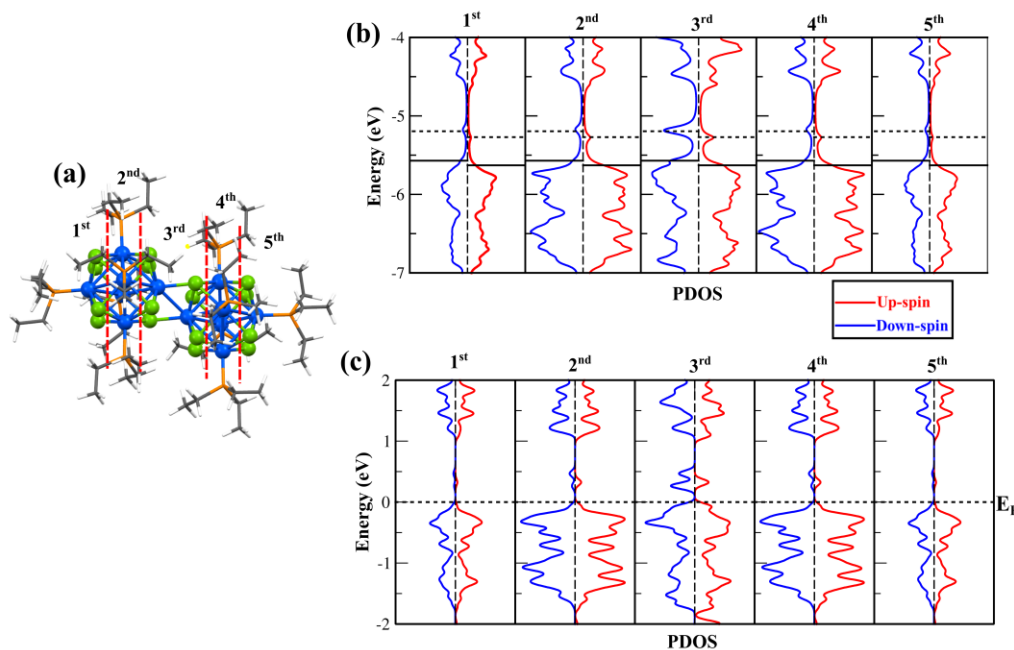 (b)
1st 2nd 3rd 4th 5th
-4
-5
-6
-7
Energy (eV)
PDOS
(a)
2nd
1st
4th
3rd
5th
Up-spin
Down-spin
(c)
1st 2nd 3rd 4th 5th
2
1
0
-1
-2
Energy (eV)
PDOS